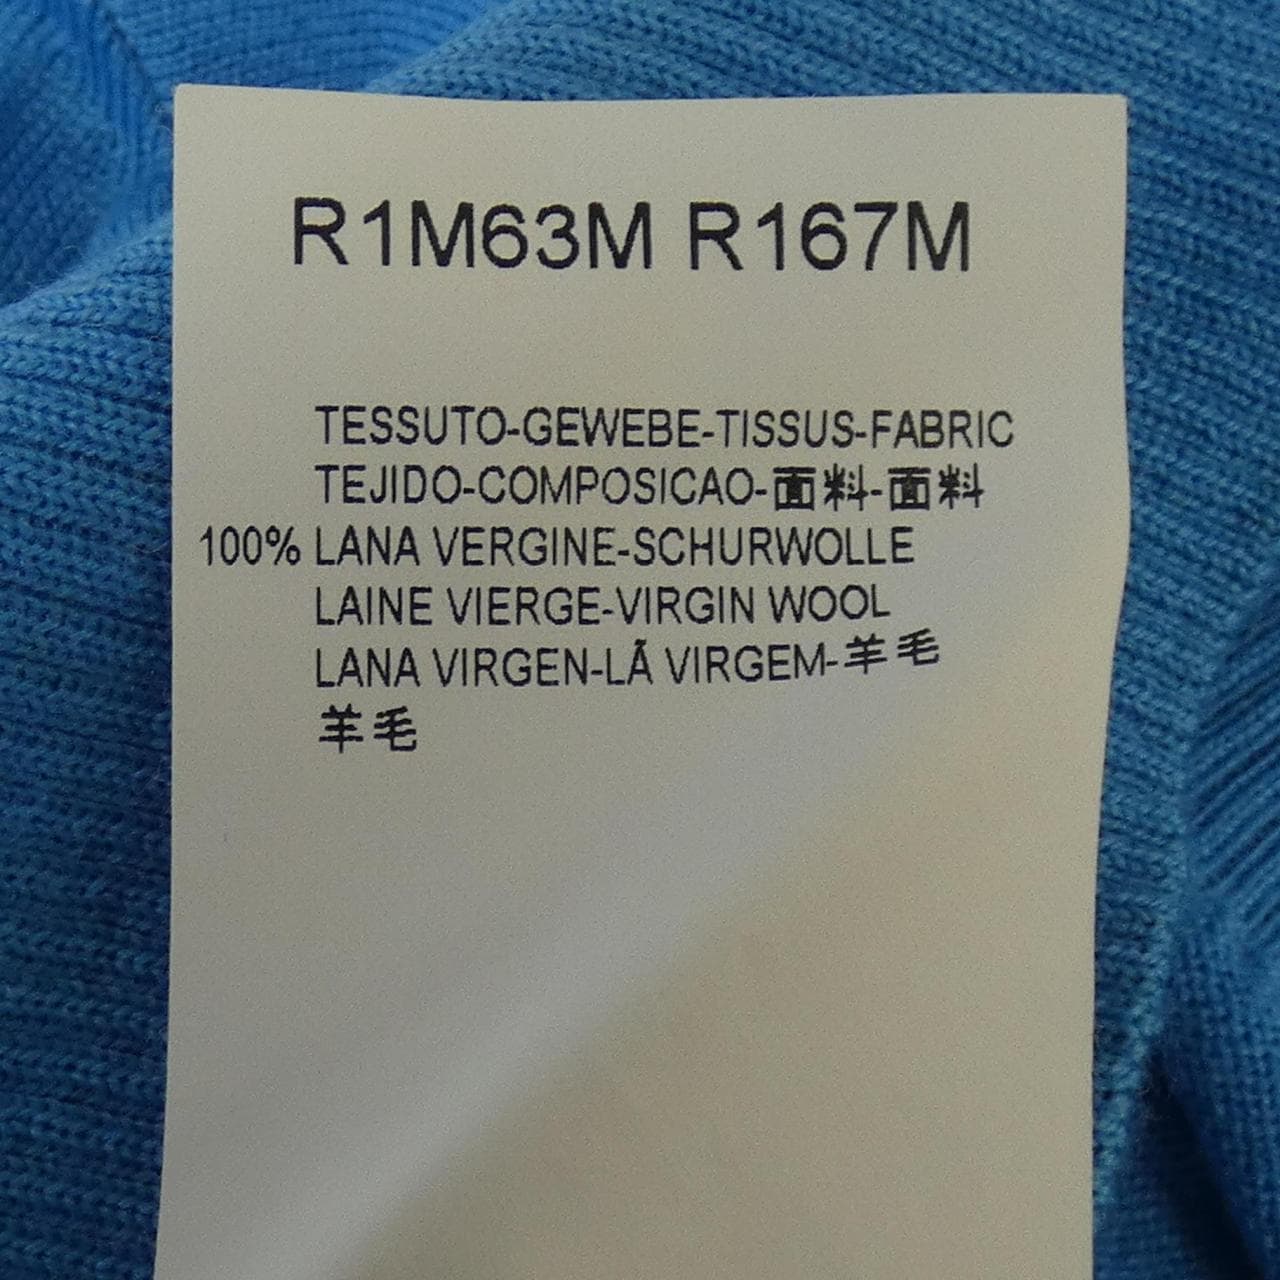 R1M63M R167M
TESSUTO-GEWEBE-TISSUS-FABRIC
TEJIDO-COMPOSICAO-面料-面料
100% LANA VERGINE-SCHURWOLLE
LAINE VIERGE-VIRGIN WOOL
LANA VIRGEN-LÃ VIRGEM-羊毛
羊毛